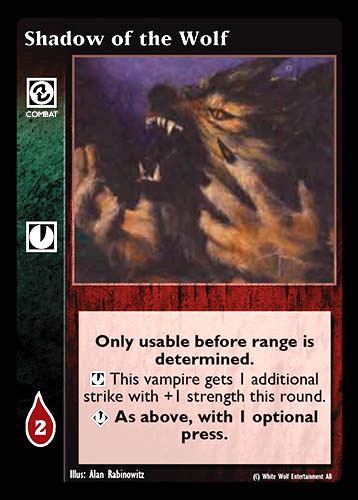 Shadow of the Wolf
COMBAT
Only usable before range is
determined.
This vampire gets 1 additional
strike with +1 strength this round.
As above, with 1 optional
press.
2
Illus: Alan Rabinowitz
(C) White Wolf Entertainment AB